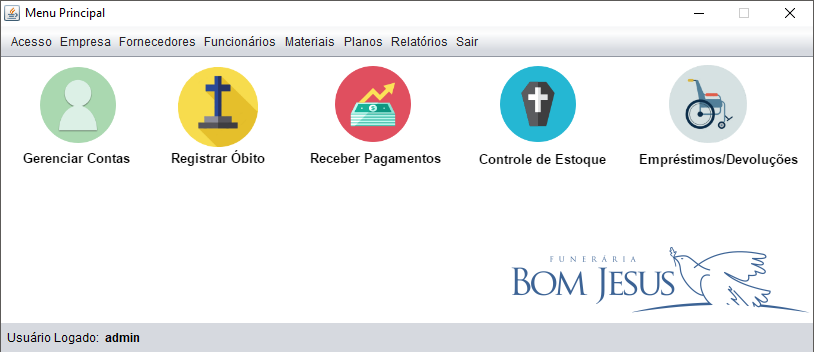 Menu Principal
Acesso Empresa Fornecedores Funcionários Materiais Planos Relatórios Sair
Gerenciar Contas Registrar Óbito Receber Pagamentos Controle de Estoque Empréstimos/Devoluções
FUNERÁRIA
BOM JESUS
Usuário Logado: admin